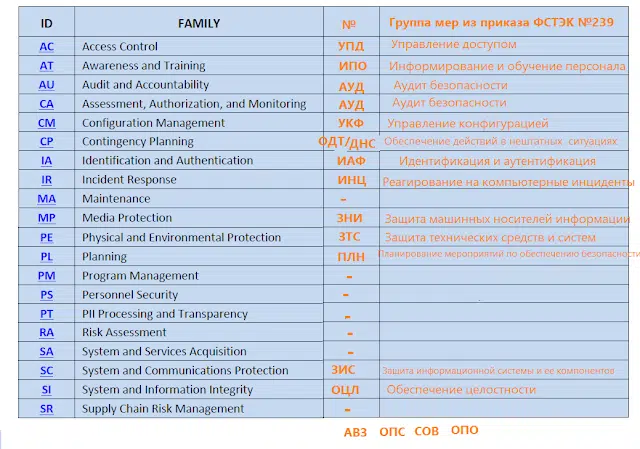 ID FAMILY № Группа мер из приказа ФСТЭК №239
AC Access Control УПД Управление доступом
AT Awareness and Training ИПО Информирование и обучение персонала
AU Audit and Accountability АУД Аудит безопасности
CA Assessment, Authorization, and Monitoring АУД Аудит безопасности
CM Configuration Management УКФ Управление конфигурацией
CP Contingency Planning ОДТ/ДНС Обеспечение действий в нештатных ситуациях
IA Identification and Authentication ИАФ Идентификация и аутентификация
IR Incident Response ИНЦ Реагирование на компьютерные инциденты
MA Maintenance -
MP Media Protection ЗНИ Защита машинных носителей информации
PE Physical and Environmental Protection ЗТС Защита технических средств и систем
PL Planning ПЛН Планирование мероприятий по обеспечению безопасности
PM Program Management -
PS Personnel Security -
PT PII Processing and Transparency -
RA Risk Assessment -
SA System and Services Acquisition -
SC System and Communications Protection ЗИС Защита информационной системы и ее компонентов
SI System and Information Integrity ОЦЛ Обеспечение целостности
SR Supply Chain Risk Management -
АВЗ ОПС СОВ ОПО